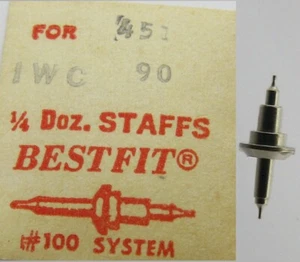 FOR 451
IWC 90
¼ DOZ. STAFFS
BESTFIT®
#100 SYSTEM